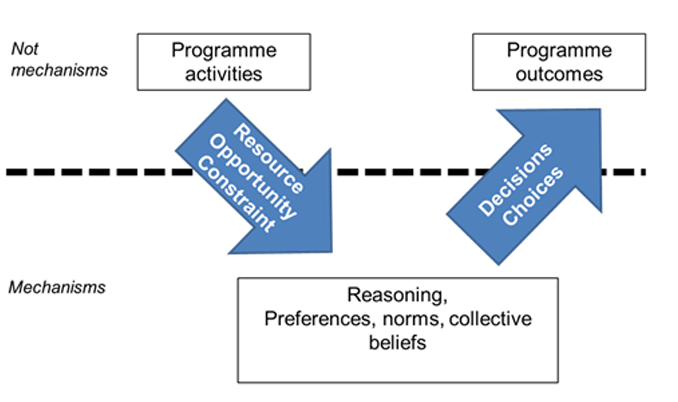 Not
mechanisms
Programme
activities
Programme
outcomes
Resource
Opportunity
Constraint
Decisions
Choices
Mechanisms
Reasoning,
Preferences, norms, collective
beliefs